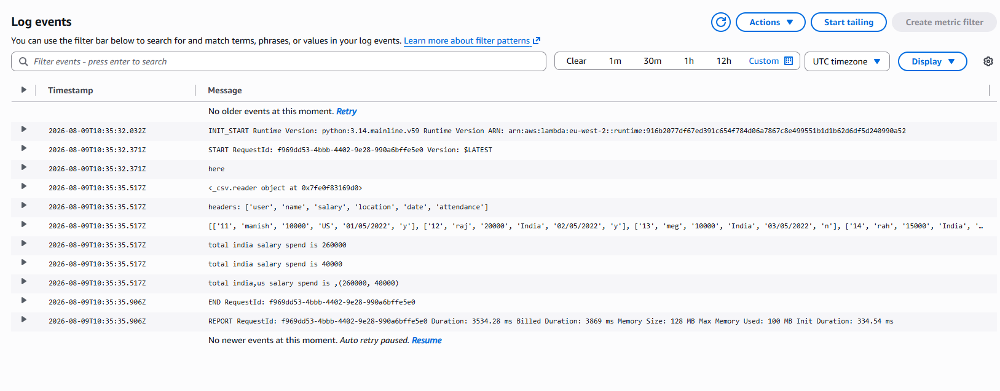 Log events
Actions
Start tailing
Create metric filter
You can use the filter bar below to search for and match terms, phrases, or values in your log events. Learn more about filter patterns
Filter events - press enter to search
Clear 1m 30m 1h 12h Custom
UTC timezone
Display
Timestamp Message
No older events at this moment. Retry
2026-08-09T10:35:32.032Z INIT_START Runtime Version: python:3.14.mainline.v59 Runtime Version ARN: arn:aws:lambda:eu-west-2::runtime:916b2077df67ed391c654f784d06a7867c8e499551b1d1b62d6df5d240990a52
2026-08-09T10:35:32.371Z START RequestId: f969dd53-4bbb-4402-9e28-990a6bffe5e0 Version: $LATEST
2026-08-09T10:35:32.371Z here
2026-08-09T10:35:35.517Z <_csv.reader object at 0x7fe0f83169d0>
2026-08-09T10:35:35.517Z headers: ['user', 'name', 'salary', 'location', 'date', 'attendance']
2026-08-09T10:35:35.517Z [['11', 'manish', '10000', 'US', '01/05/2022', 'y'], ['12', 'raj', '20000', 'India', '02/05/2022', 'y'], ['13', 'meg', '10000', 'India', '03/05/2022', 'n'], ['14', 'rah', '15000', 'India', '…
2026-08-09T10:35:35.517Z total india salary spend is 260000
2026-08-09T10:35:35.517Z total india salary spend is 40000
2026-08-09T10:35:35.517Z total india,us salary spend is ,(260000, 40000)
2026-08-09T10:35:35.906Z END RequestId: f969dd53-4bbb-4402-9e28-990a6bffe5e0
2026-08-09T10:35:35.906Z REPORT RequestId: f969dd53-4bbb-4402-9e28-990a6bffe5e0 Duration: 3534.28 ms Billed Duration: 3869 ms Memory Size: 128 MB Max Memory Used: 100 MB Init Duration: 334.54 ms
No newer events at this moment. Auto retry paused. Resume